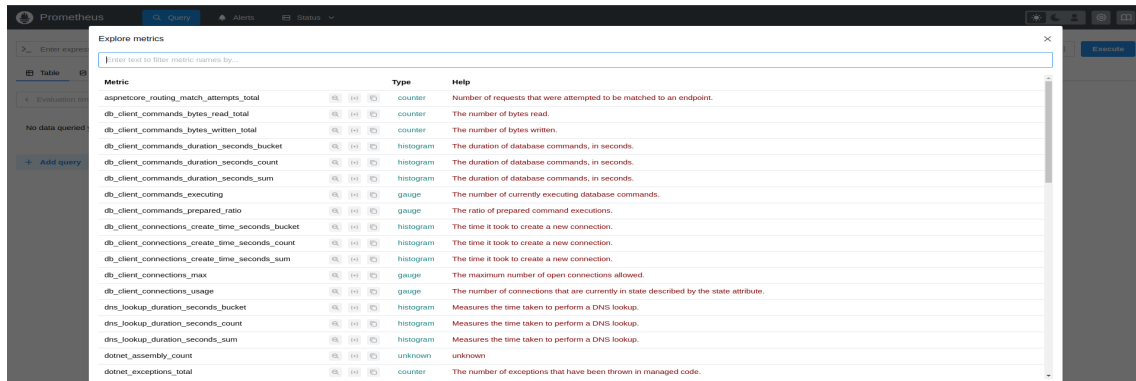 Prometheus Query Alerts Status
Explore metrics
Enter text to filter metric names by...
>_ Enter expres Execute
Table
< Evaluation
No data queried
+ Add query
Metric Type Help
aspnetcore_routing_match_attempts_total counter Number of requests that were attempted to be matched to an endpoint.
db_client_commands_bytes_read_total counter The number of bytes read.
db_client_commands_bytes_written_total counter The number of bytes written.
db_client_commands_duration_seconds_bucket histogram The duration of database commands, in seconds.
db_client_commands_duration_seconds_count histogram The duration of database commands, in seconds.
db_client_commands_duration_seconds_sum histogram The duration of database commands, in seconds.
db_client_commands_executing gauge The number of currently executing database commands.
db_client_commands_prepared_ratio gauge The ratio of prepared command executions.
db_client_connections_create_time_seconds_bucket histogram The time it took to create a new connection.
db_client_connections_create_time_seconds_count histogram The time it took to create a new connection.
db_client_connections_create_time_seconds_sum histogram The time it took to create a new connection.
db_client_connections_max gauge The maximum number of open connections allowed.
db_client_connections_usage gauge The number of connections that are currently in state described by the state attribute.
dns_lookup_duration_seconds_bucket histogram Measures the time taken to perform a DNS lookup.
dns_lookup_duration_seconds_count histogram Measures the time taken to perform a DNS lookup.
dns_lookup_duration_seconds_sum histogram Measures the time taken to perform a DNS lookup.
dotnet_assembly_count unknown unknown
dotnet_exceptions_total counter The number of exceptions that have been thrown in managed code.